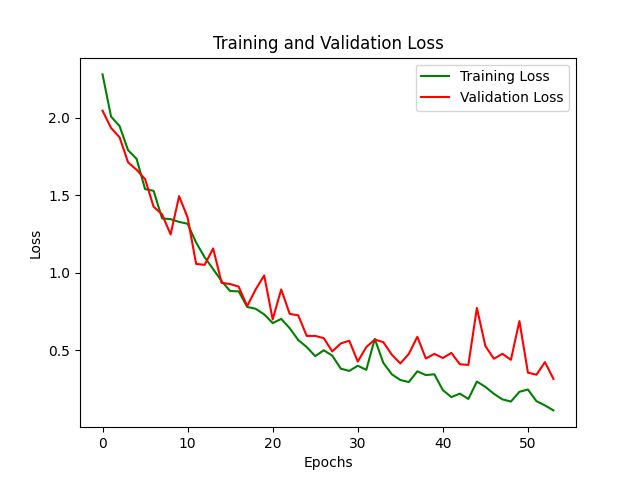 Training and Validation Loss
Training Loss
Validation Loss
2.0
1.5
1.0
0.5
Loss
0 10 20 30 40 50
Epochs